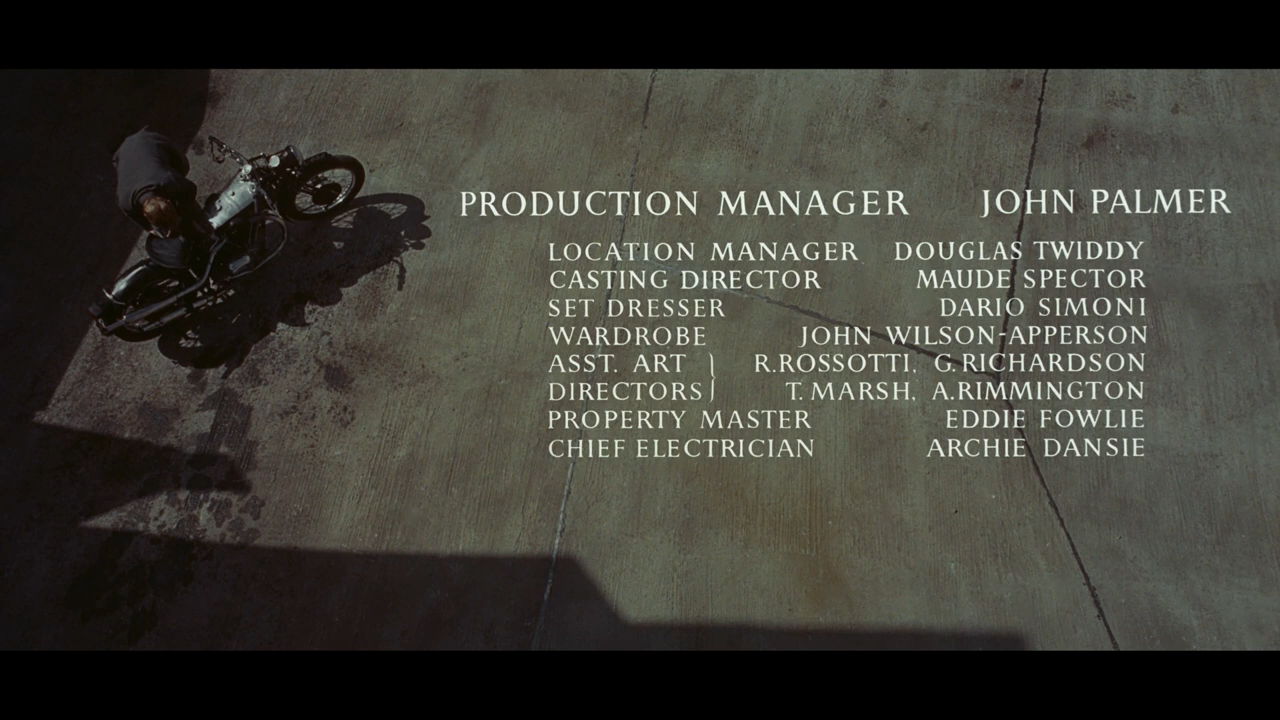 PRODUCTION MANAGER JOHN PALMER
LOCATION MANAGER DOUGLAS TWIDDY
CASTING DIRECTOR MAUDE SPECTOR
SET DRESSER DARIO SIMONI
WARDROBE JOHN WILSON-APPERSON
ASST. ART } R.ROSSOTTI, G.RICHARDSON
DIRECTORS } T. MARSH, A.RIMMINGTON
PROPERTY MASTER EDDIE FOWLIE
CHIEF ELECTRICIAN ARCHIE DANSIE